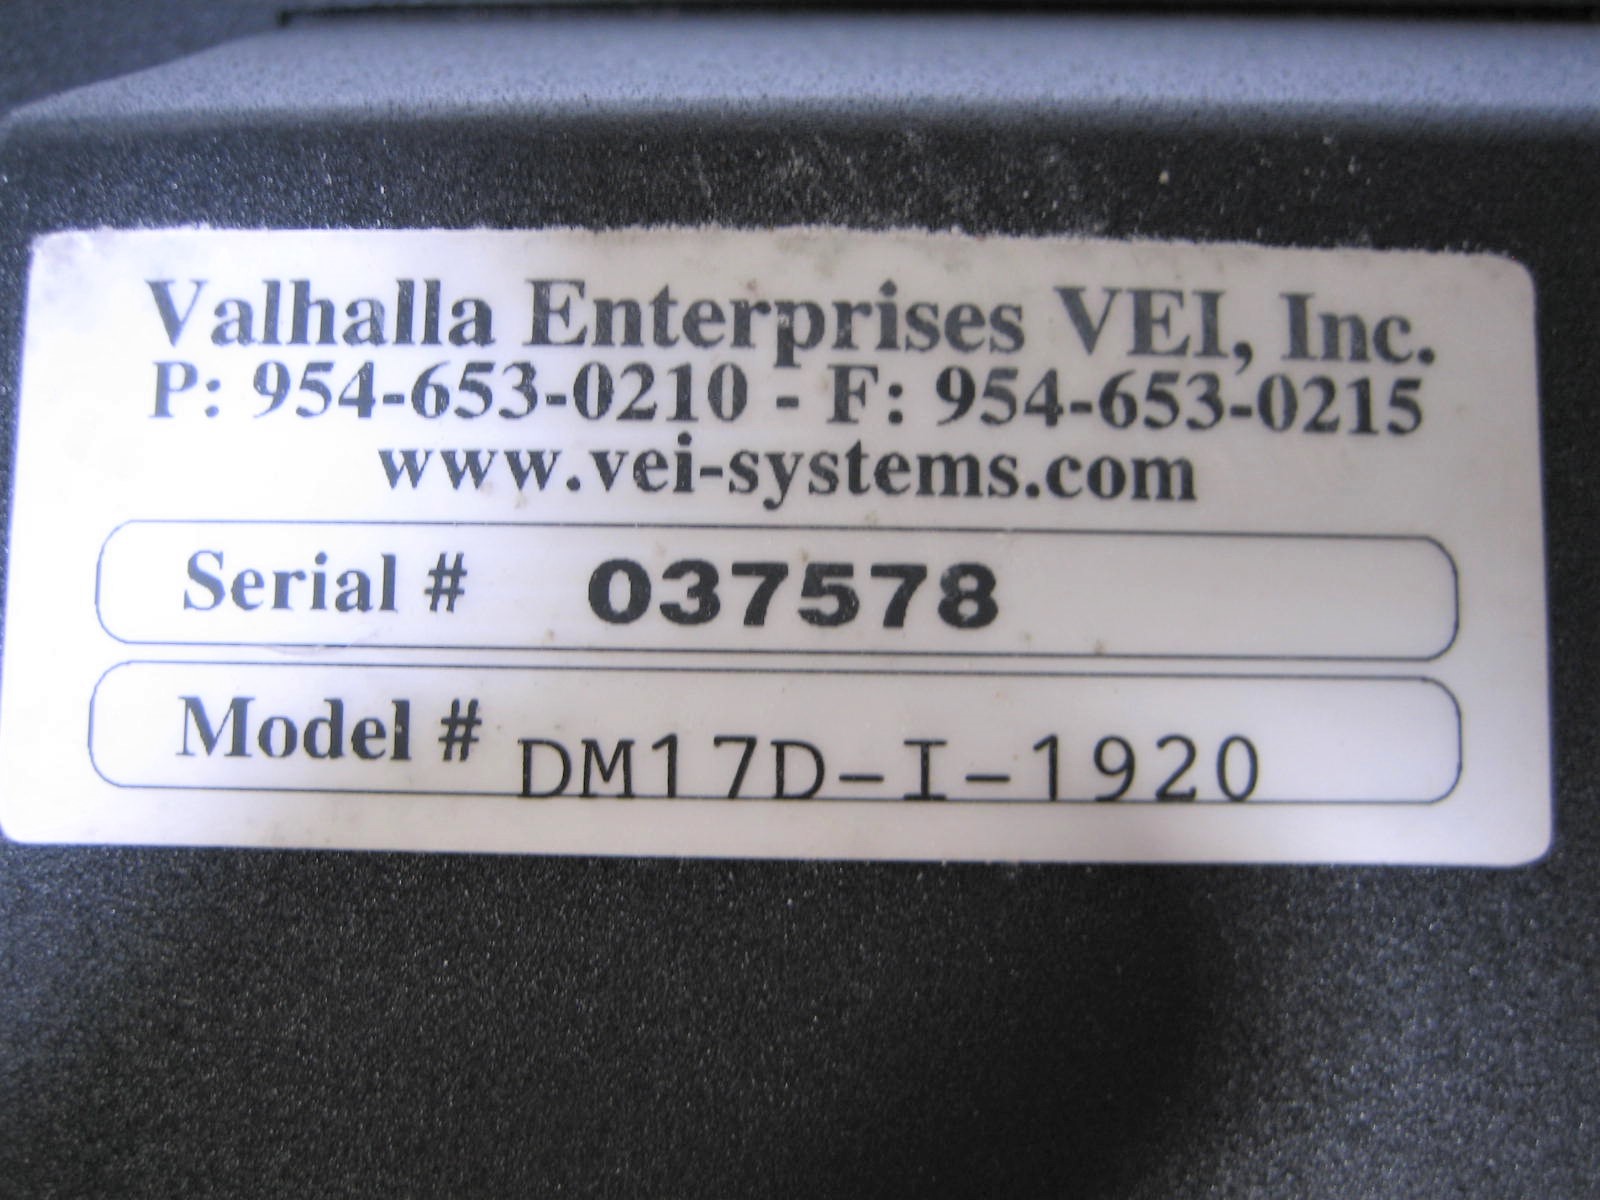 Valhalla Enterprises VEI, Inc.
P: 954-653-0210 - F: 954-653-0215
www.vei-systems.com
Serial # 037578
Model # DM17D-I-1920